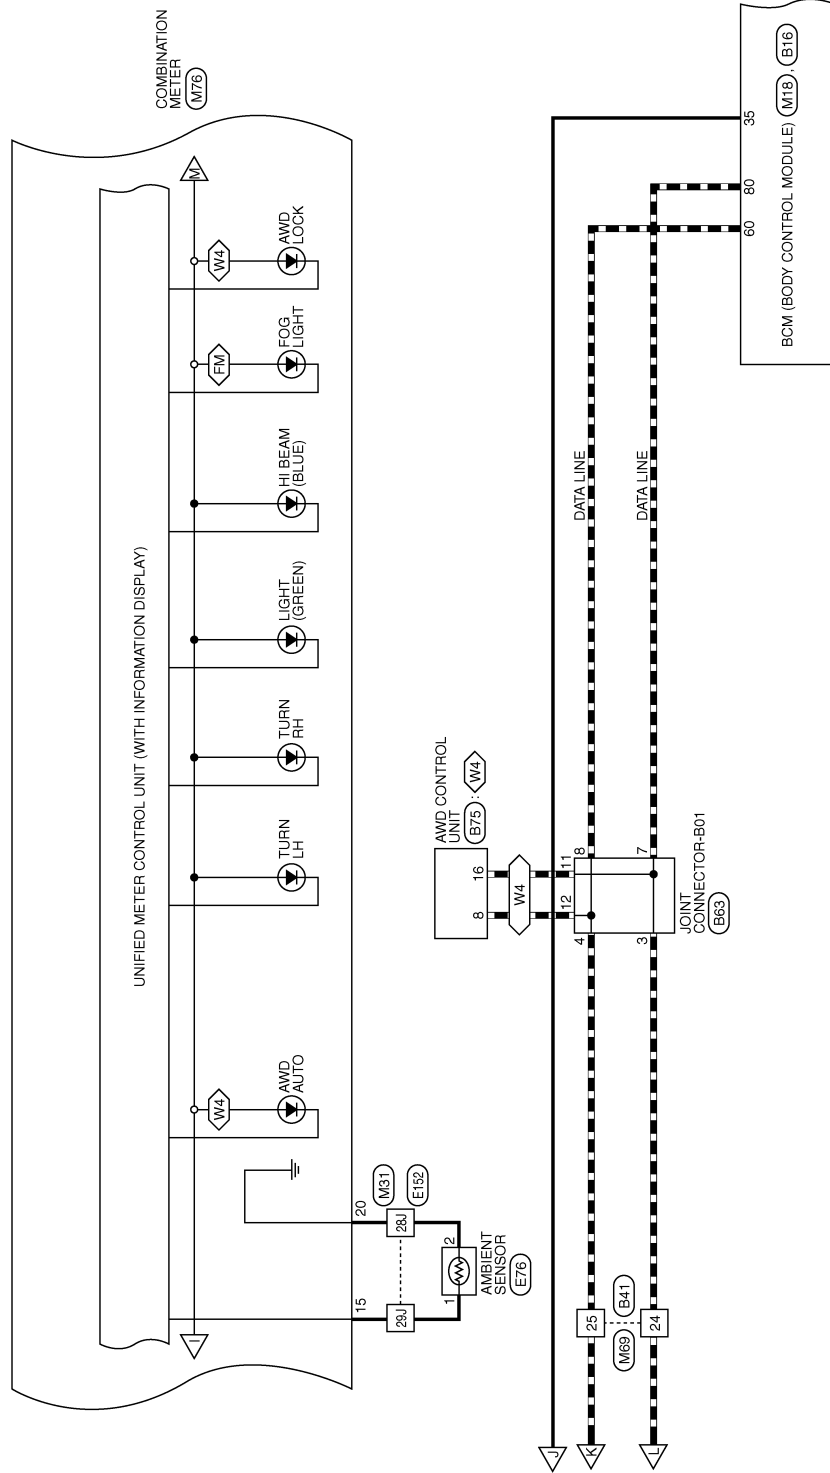 COMBINATION
METER
M76
UNIFIED METER CONTROL UNIT (WITH INFORMATION DISPLAY)
I
M
W4
AWD
AUTO
TURN
LH
TURN
RH
LIGHT
(GREEN)
HI BEAM
(BLUE)
FM
FOG
LIGHT
W4
AWD
LOCK
15
20
29J
28J
M31
E152
1
2
AMBIENT
SENSOR
E76
AWD CONTROL
UNIT
B75 : W4
8
16
W4
12
11
4
8
3
7
JOINT
CONNECTOR-B01
B63
DATA LINE
DATA LINE
J
K
L
25
24
M69
B41
60
80
35
BCM (BODY CONTROL MODULE) M18 , B16